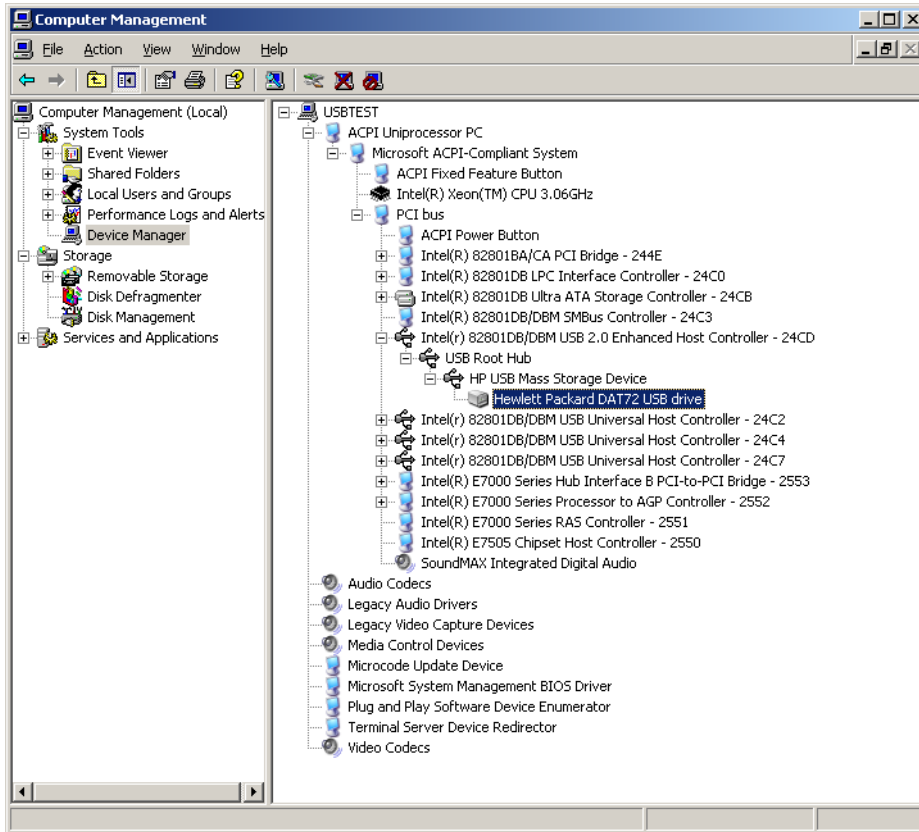 Computer Management
File Action View Window Help
Computer Management (Local)
System Tools
Event Viewer
Shared Folders
Local Users and Groups
Performance Logs and Alerts
Device Manager
Storage
Removable Storage
Disk Defragmenter
Disk Management
Services and Applications
USBTEST
ACPI Uniprocessor PC
Microsoft ACPI-Compliant System
ACPI Fixed Feature Button
Intel(R) Xeon(TM) CPU 3.06GHz
PCI bus
ACPI Power Button
Intel(R) 82801BA/CA PCI Bridge - 244E
Intel(R) 82801DB LPC Interface Controller - 24C0
Intel(R) 82801DB Ultra ATA Storage Controller - 24CB
Intel(R) 82801DB/DBM SMBus Controller - 24C3
Intel(r) 82801DB/DBM USB 2.0 Enhanced Host Controller - 24CD
USB Root Hub
HP USB Mass Storage Device
Hewlett Packard DAT72 USB drive
Intel(r) 82801DB/DBM USB Universal Host Controller - 24C2
Intel(r) 82801DB/DBM USB Universal Host Controller - 24C4
Intel(r) 82801DB/DBM USB Universal Host Controller - 24C7
Intel(R) E7000 Series Hub Interface B PCI-to-PCI Bridge - 2553
Intel(R) E7000 Series Processor to AGP Controller - 2552
Intel(R) E7000 Series RAS Controller - 2551
Intel(R) E7505 Chipset Host Controller - 2550
SoundMAX Integrated Digital Audio
Audio Codecs
Legacy Audio Drivers
Legacy Video Capture Devices
Media Control Devices
Microcode Update Device
Microsoft System Management BIOS Driver
Plug and Play Software Device Enumerator
Terminal Server Device Redirector
Video Codecs